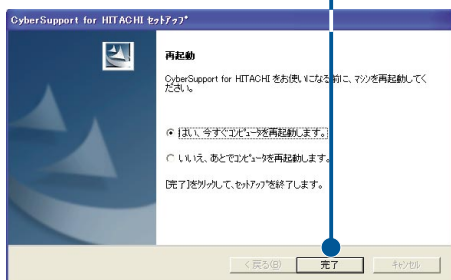 CyberSupport for HITACHI セットアップ
再起動
CyberSupport for HITACHI をお使いになる前に、マシンを再起動してく
ださい。
はい、今すぐコンピュータを再起動します。
いいえ、あとでコンピュータを再起動します。
[完了]をクリックして、セットアップを終了します。
< 戻る(B)
完了
キャンセル